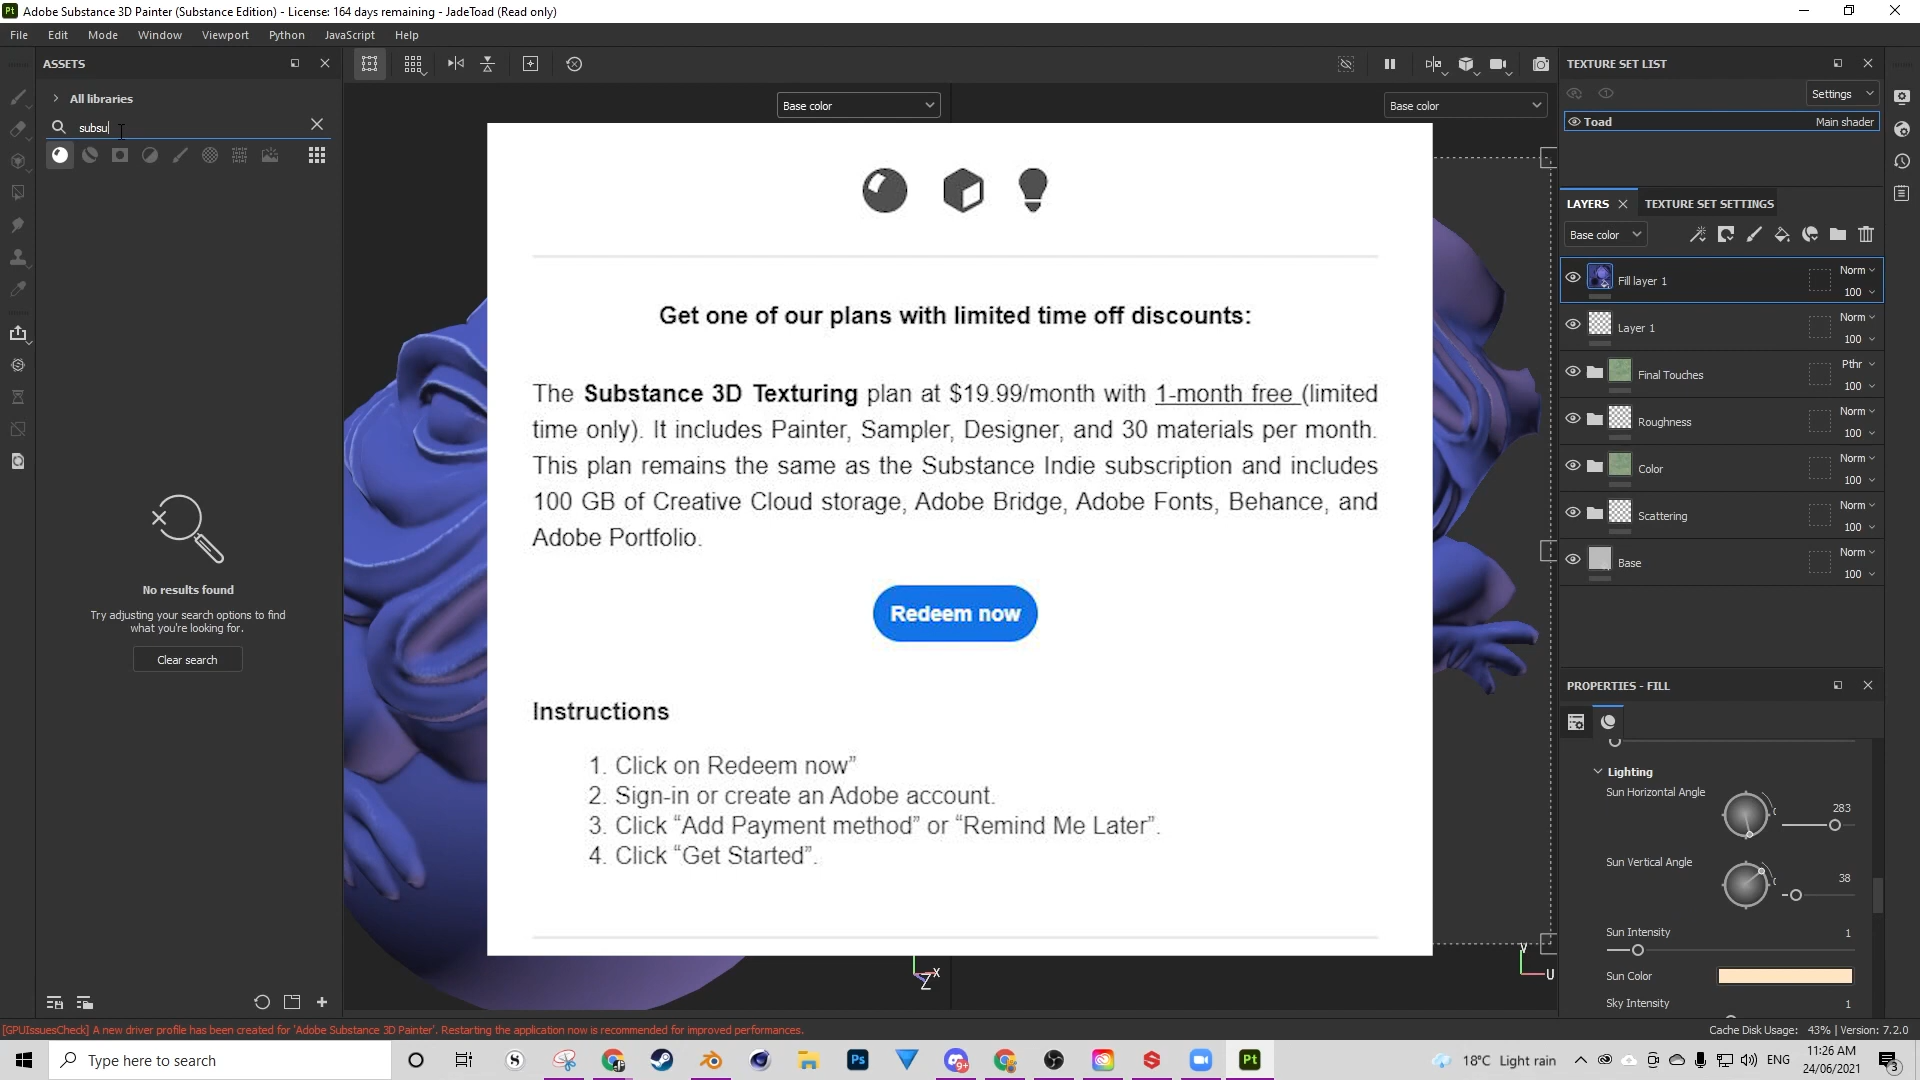 Adobe Substance 3D Painter (Substance Edition) - License: 164 days remaining - JadeToad (Read only)
File Edit Mode Window Viewport Python JavaScript Help
ASSETS
All libraries
subsu
No results found
Try adjusting your search options to find
what you're looking for.
Clear search
Base color
Base color
Get one of our plans with limited time off discounts:
The Substance 3D Texturing plan at $19.99/month with 1-month free (limited
time only). It includes Painter, Sampler, Designer, and 30 materials per month.
This plan remains the same as the Substance Indie subscription and includes
100 GB of Creative Cloud storage, Adobe Bridge, Adobe Fonts, Behance, and
Adobe Portfolio.
Redeem now
Instructions
1. Click on Redeem now”
2. Sign-in or create an Adobe account.
3. Click “Add Payment method” or “Remind Me Later”.
4. Click “Get Started”.
X
Z
V
U
TEXTURE SET LIST
Settings
Toad Main shader
LAYERS TEXTURE SET SETTINGS
Base color
Fill layer 1 Norm
100
Layer 1 Norm
100
Final Touches Pthr
100
Roughness Norm
100
Color Norm
100
Scattering Norm
100
Base Norm
100
PROPERTIES - FILL
Lighting
Sun Horizontal Angle 283
Sun Vertical Angle 38
Sun Intensity 1
Sun Color
Sky Intensity 1
[GPUIssuesCheck] A new driver profile has been created for 'Adobe Substance 3D Painter'. Restarting the application now is recommended for improved performances.
Cache Disk Usage: 43% | Version: 7.2.0
Type here to search
Ps
9+
Pt
18°C Light rain
ENG
11:26 AM
24/06/2021
3